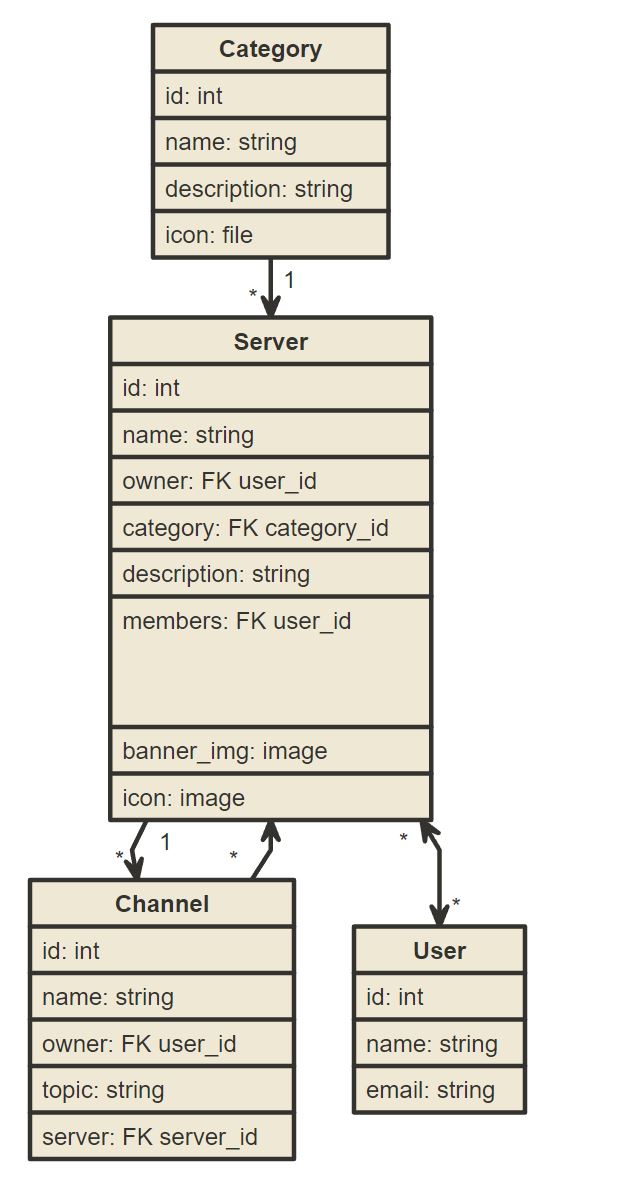 Category
id: int
name: string
description: string
icon: file
1
*
Server
id: int
name: string
owner: FK user_id
category: FK category_id
description: string
members: FK user_id
banner_img: image
icon: image
1
*
*
*
*
Channel
id: int
name: string
owner: FK user_id
topic: string
server: FK server_id
User
id: int
name: string
email: string